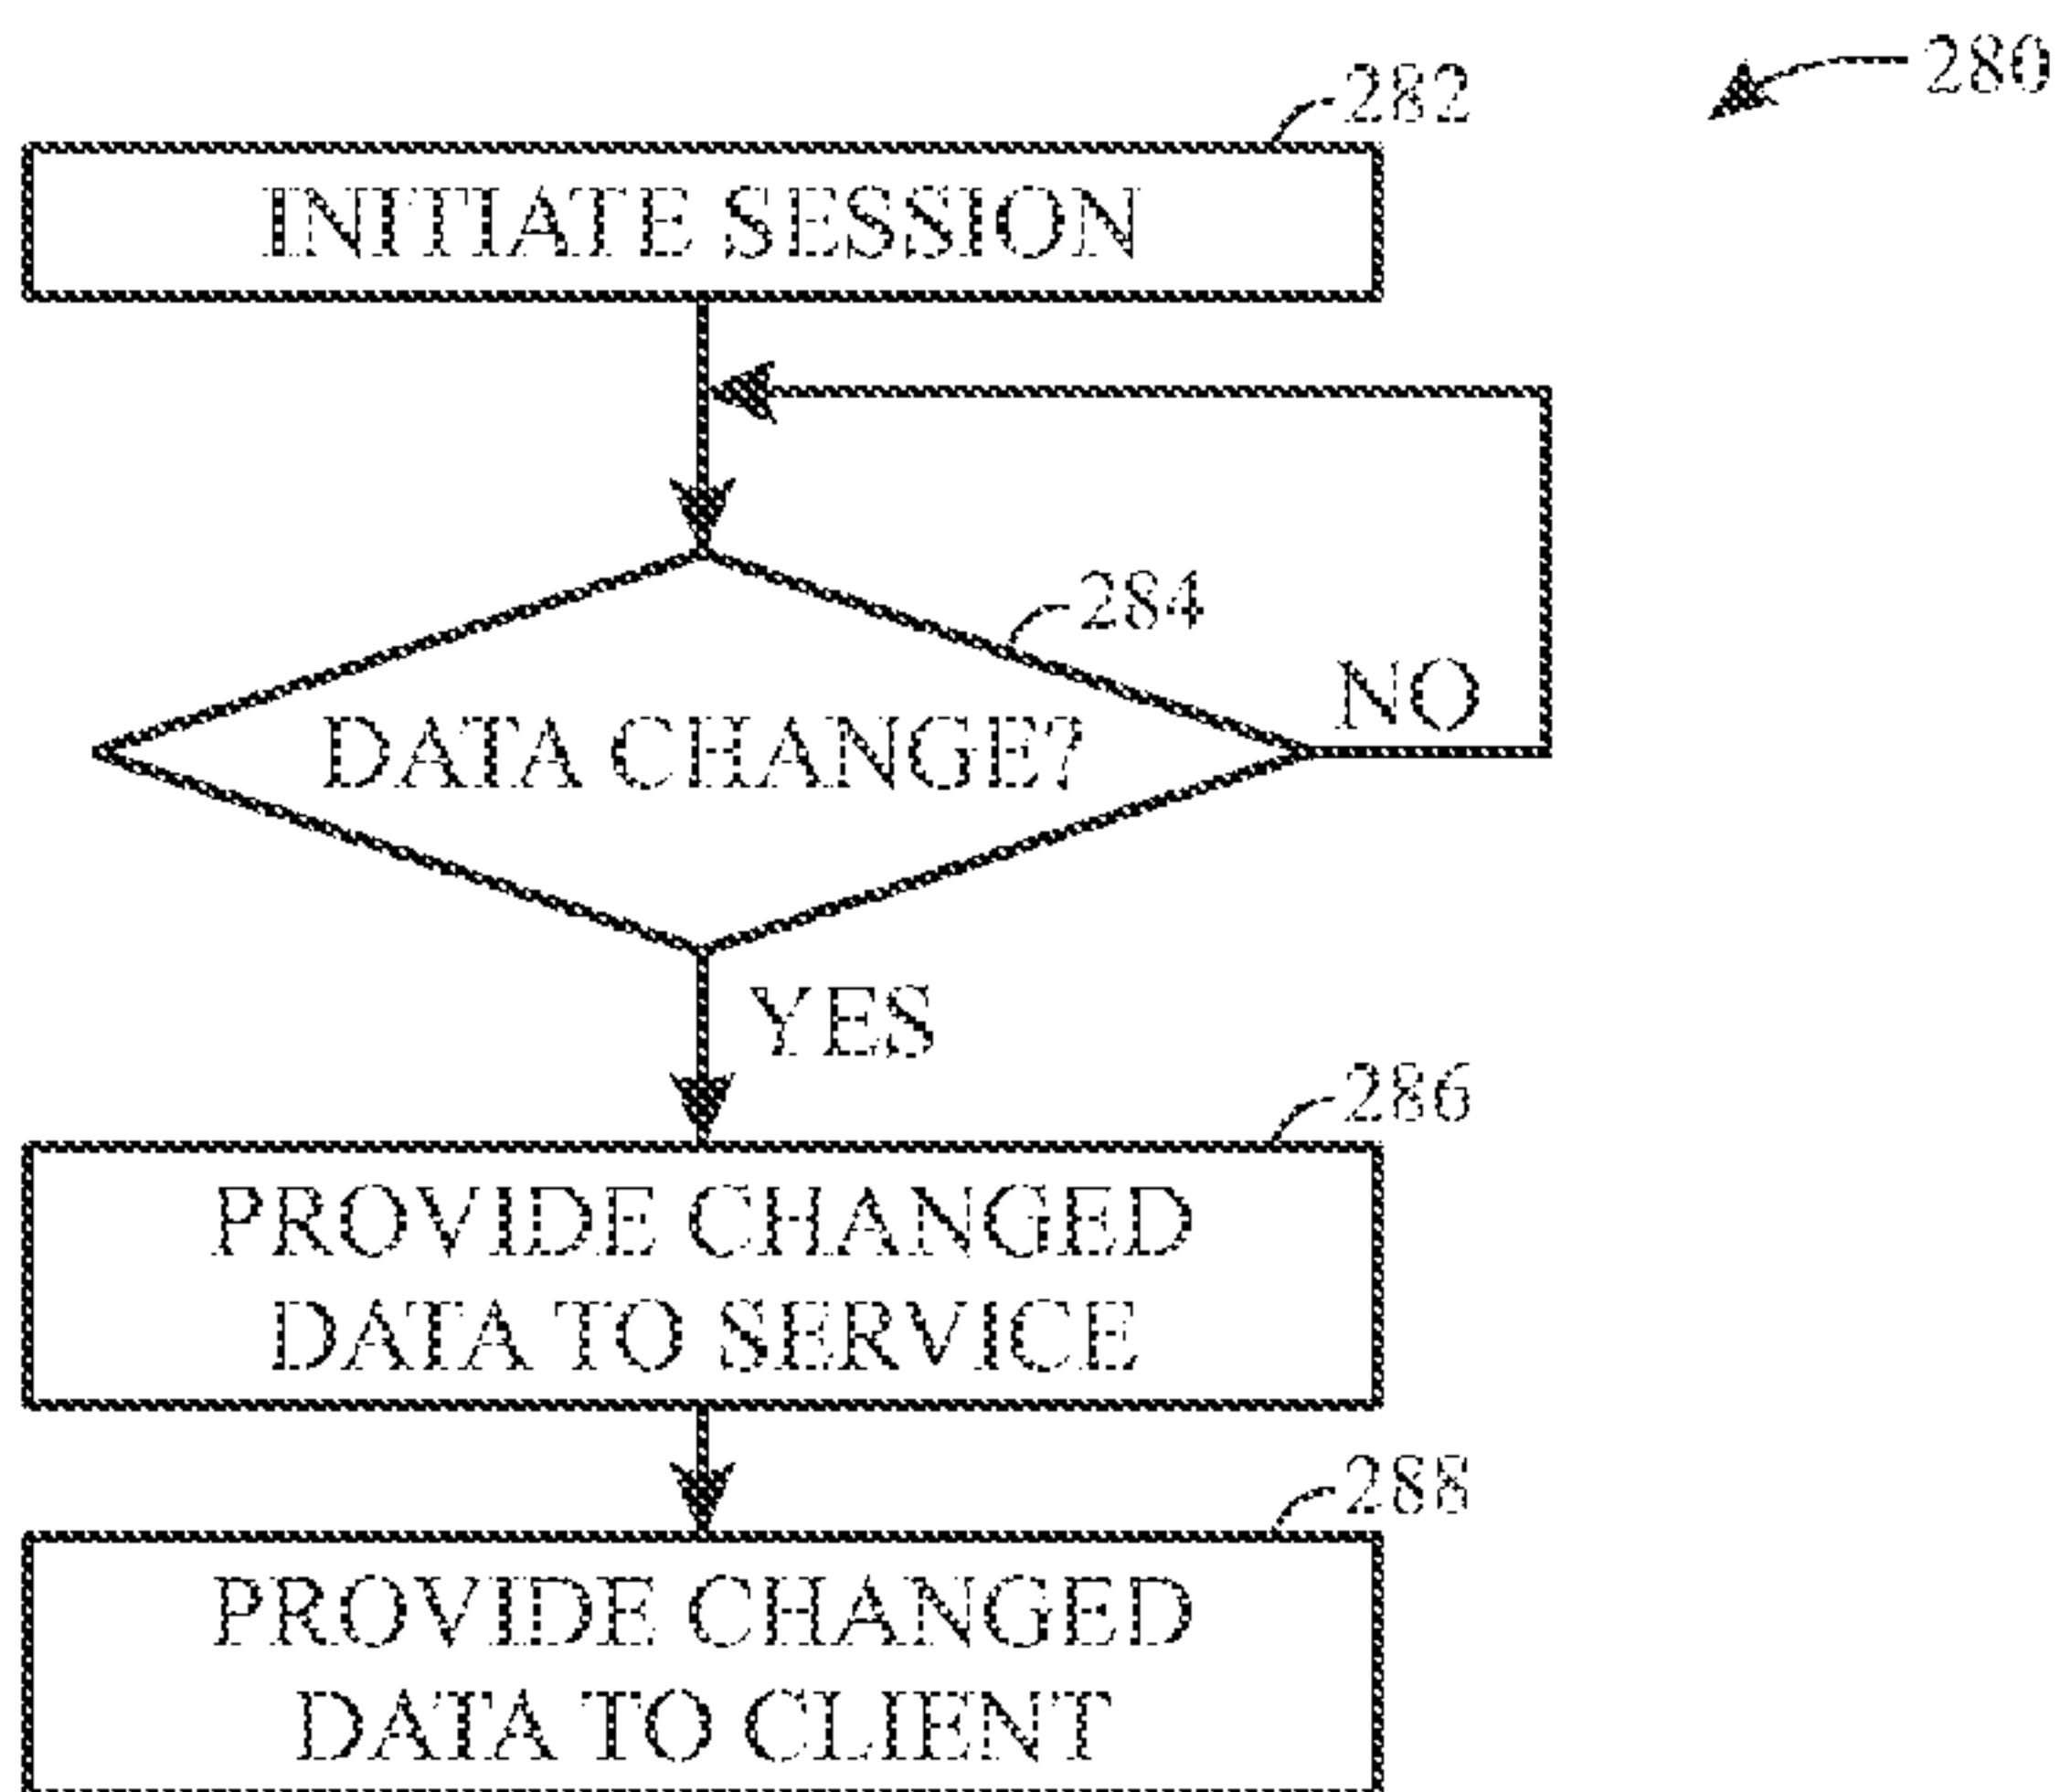 280
282
INITIATE SESSION
284
DATA CHANGE?
NO
YES
286
PROVIDE CHANGED
DATA TO SERVICE
288
PROVIDE CHANGED
DATA TO CLIENT